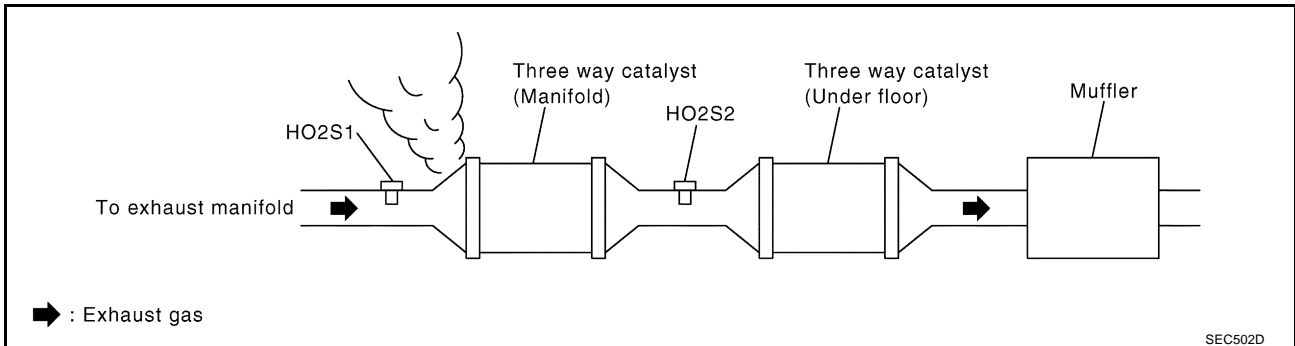 Three way catalyst
(Manifold)
Three way catalyst
(Under floor)
Muffler
HO2S1
HO2S2
To exhaust manifold
: Exhaust gas
SEC502D